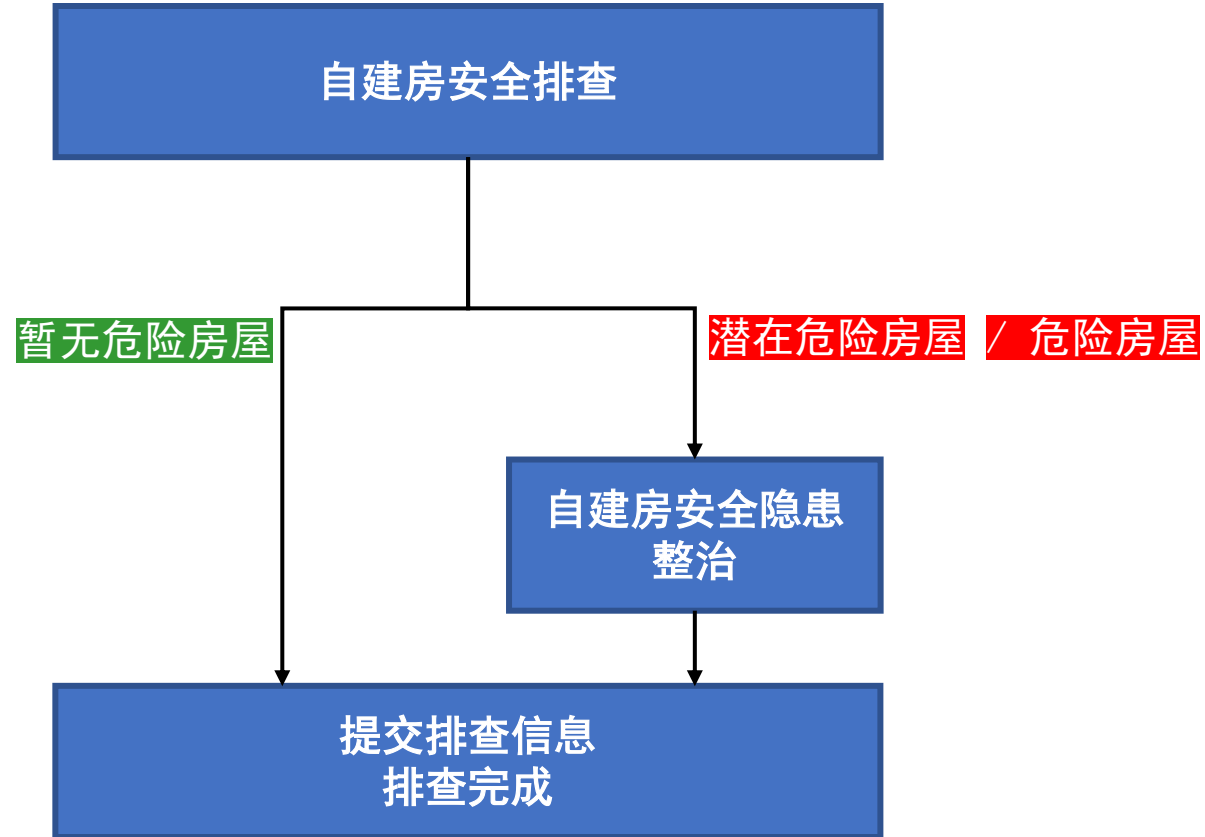 自建房安全排查
暂无危险房屋
潜在危险房屋 / 危险房屋
自建房安全隐患
整治
提交排查信息
排查完成